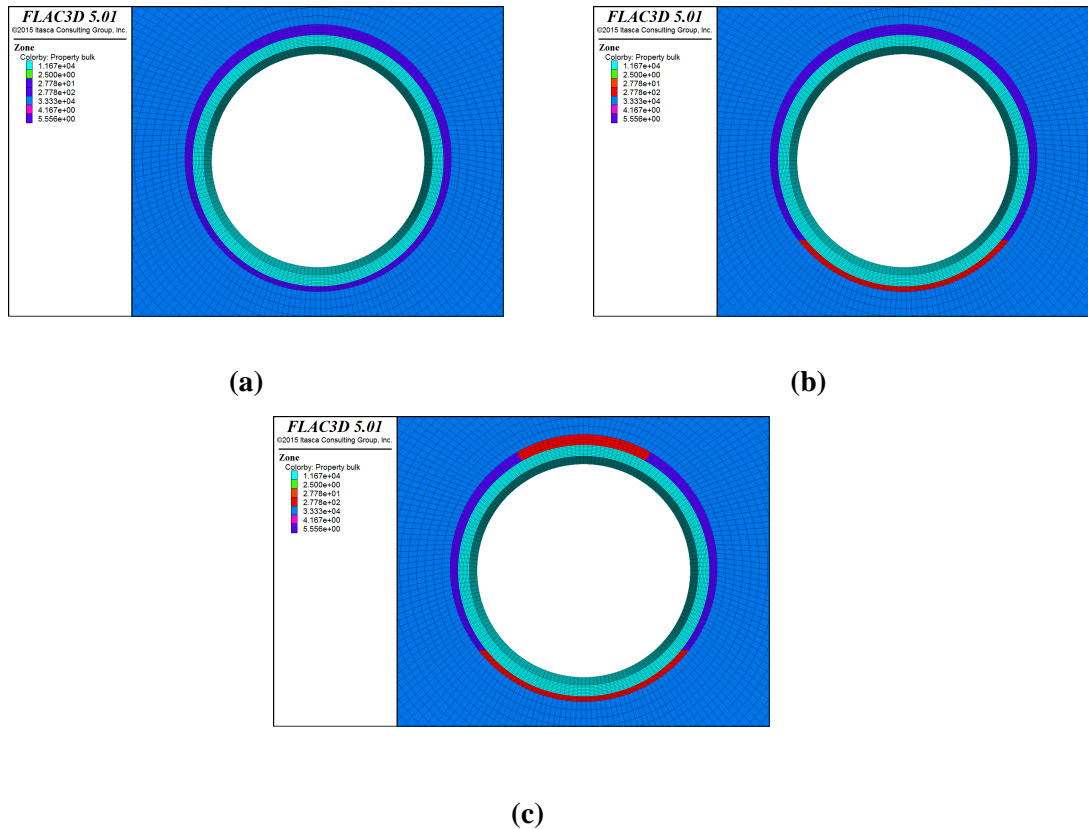 FLAC3D 5.01
©2015 Itasca Consulting Group, Inc.
Zone
Colorby: Property bulk
1.167e+04
2.500e+00
2.778e+01
2.778e+02
3.333e+04
4.167e+00
5.556e+00
(a)
FLAC3D 5.01
©2015 Itasca Consulting Group, Inc.
Zone
Colorby: Property bulk
1.167e+04
2.500e+00
2.778e+01
2.778e+02
3.333e+04
4.167e+00
5.556e+00
(b)
FLAC3D 5.01
©2015 Itasca Consulting Group, Inc.
Zone
Colorby: Property bulk
1.167e+04
2.500e+00
2.778e+01
2.778e+02
3.333e+04
4.167e+00
5.556e+00
(c)